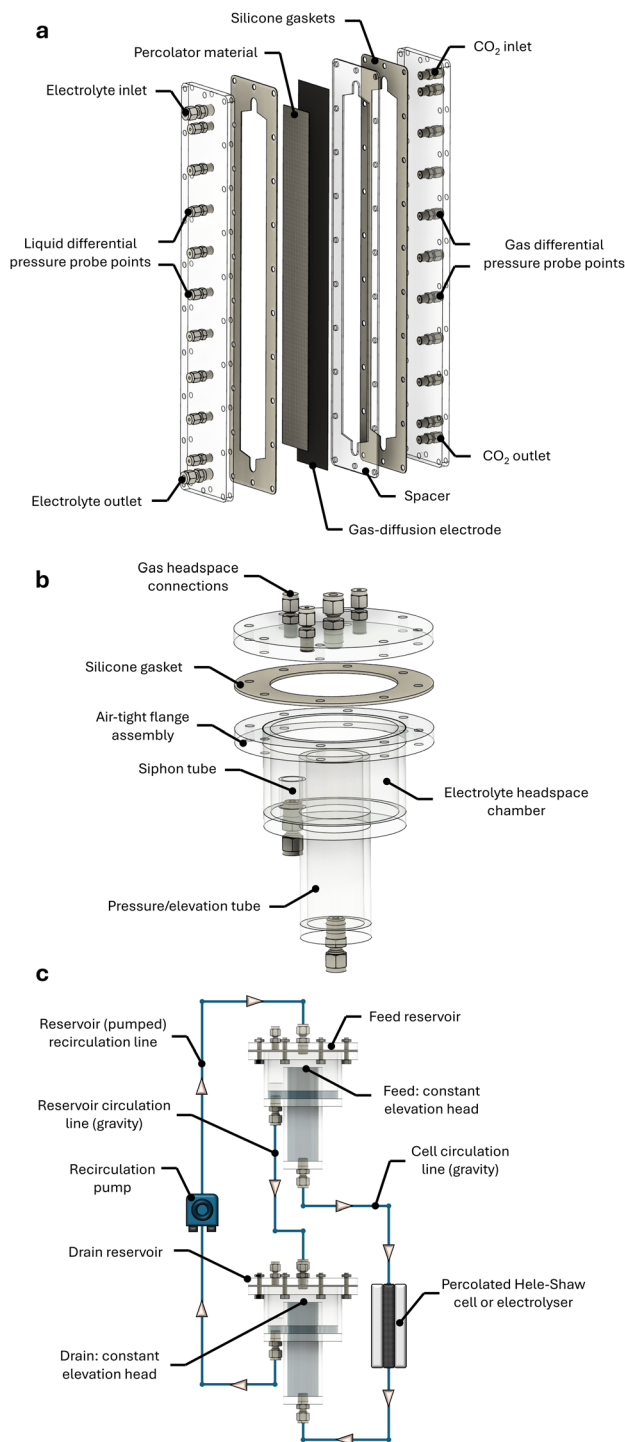 a
Silicone gaskets
Percolator material
CO₂ inlet
Electrolyte inlet
Liquid differential
pressure probe points
Gas differential
pressure probe points
CO₂ outlet
Electrolyte outlet
Spacer
Gas-diffusion electrode
b
Gas headspace
connections
Silicone gasket
Air-tight flange
assembly
Siphon tube
Electrolyte headspace
chamber
Pressure/elevation tube
c
Reservoir (pumped)
recirculation line
Feed reservoir
Feed: constant
elevation head
Reservoir circulation
line (gravity)
Cell circulation
line (gravity)
Recirculation
pump
Drain reservoir
Percolated Hele-Shaw
cell or electrolyser
Drain: constant
elevation head